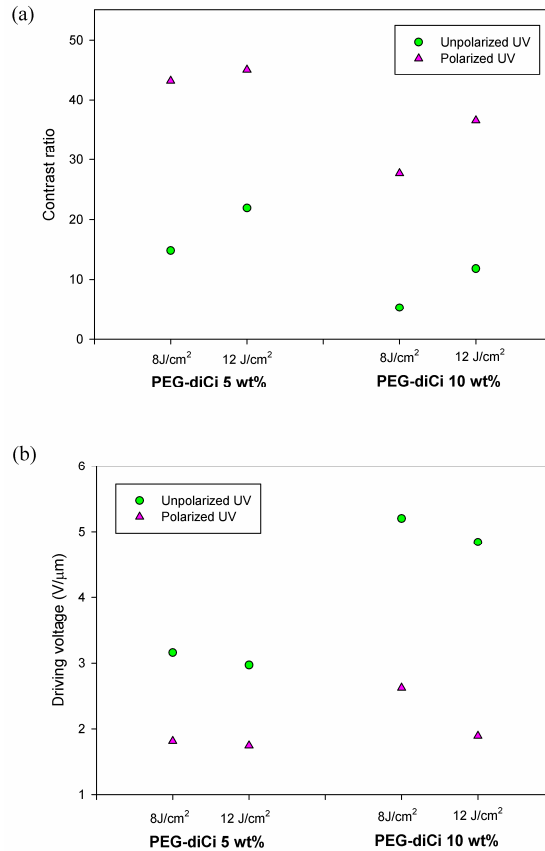 (a)
50
40
30
20
10
0
Contrast ratio
Unpolarized UV
Polarized UV
8J/cm²
12 J/cm²
8J/cm²
12 J/cm²
PEG-diCi 5 wt%
PEG-diCi 10 wt%
(b)
6
5
4
3
2
1
Driving voltage (V/μm)
Unpolarized UV
Polarized UV
8J/cm²
12 J/cm²
8J/cm²
12 J/cm²
PEG-diCi 5 wt%
PEG-diCi 10 wt%